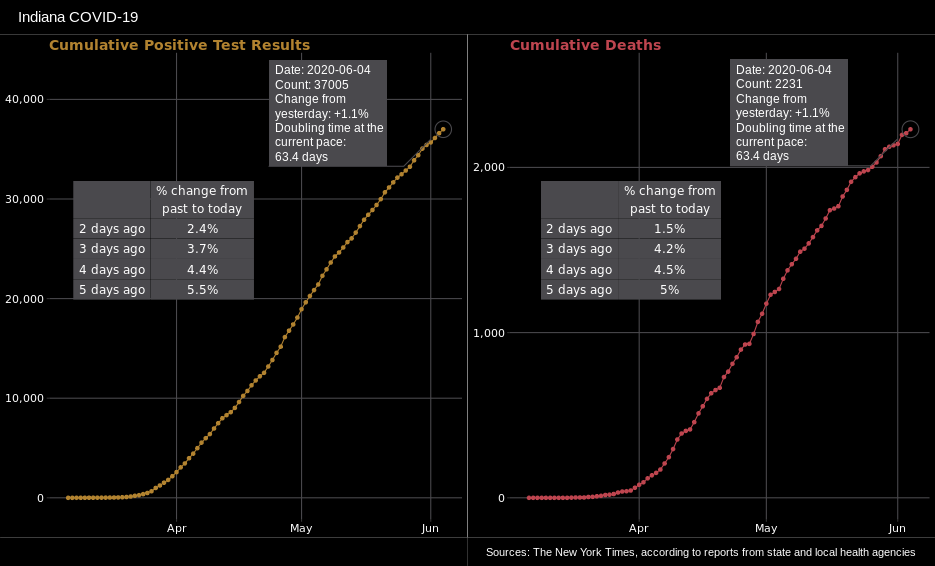 Indiana COVID-19
Cumulative Positive Test Results
Date: 2020-06-04
Count: 37005
Change from
yesterday: +1.1%
Doubling time at the
current pace:
63.4 days
40,000
30,000
20,000
10,000
0
% change from
past to today
2 days ago 2.4%
3 days ago 3.7%
4 days ago 4.4%
5 days ago 5.5%
Apr May Jun
Cumulative Deaths
Date: 2020-06-04
Count: 2231
Change from
yesterday: +1.1%
Doubling time at the
current pace:
63.4 days
2,000
1,000
0
% change from
past to today
2 days ago 1.5%
3 days ago 4.2%
4 days ago 4.5%
5 days ago 5%
Apr May Jun
Sources: The New York Times, according to reports from state and local health agencies